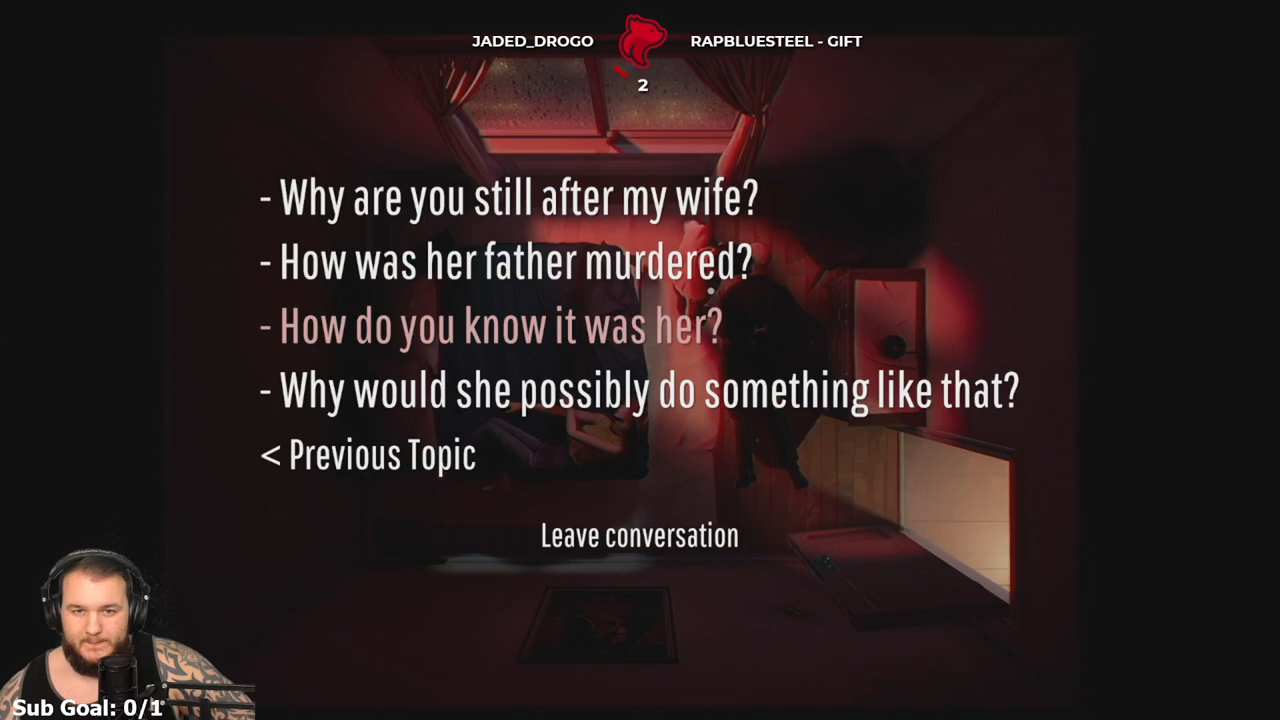 JADED_DROGO
RAPBLUESTEEL - GIFT
2
- Why are you still after my wife?
- How was her father murdered?
- How do you know it was her?
- Why would she possibly do something like that?
< Previous Topic
Leave conversation
Sub Goal: 0/1